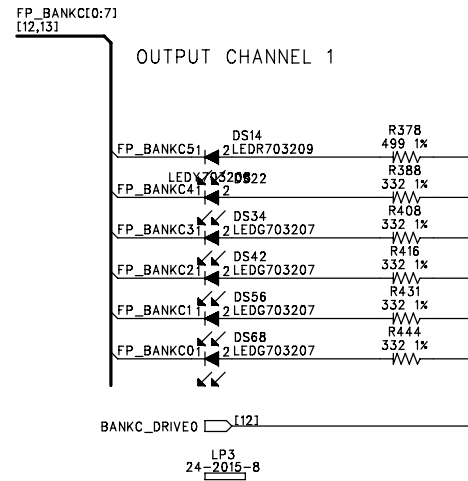 FP_BANKC[0:7]
[12,13]
OUTPUT CHANNEL 1
DS14
R378
FP_BANKC5 1 2 LEDR703209
499 1%
LEDY703208 DS22
R388
FP_BANKC4 1 2
332 1%
DS34
R408
FP_BANKC3 1 2 LEDG703207
332 1%
DS42
R416
FP_BANKC2 1 2 LEDG703207
332 1%
DS56
R431
FP_BANKC1 1 2 LEDG703207
332 1%
DS68
R444
FP_BANKC0 1 2 LEDG703207
332 1%
BANKC_DRIVE0 [12]
LP3
24-2015-8